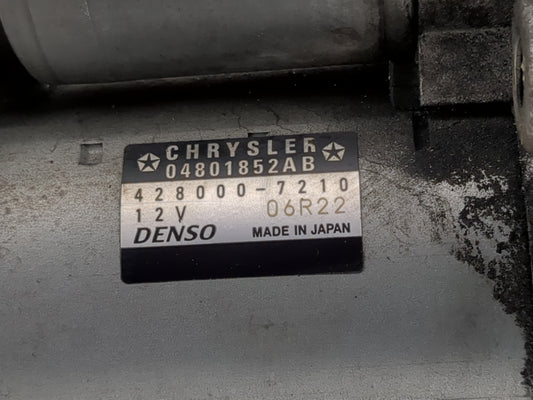 CHRYSLER
04801852AB
428000-7210
12V 06R22
DENSO MADE IN JAPAN